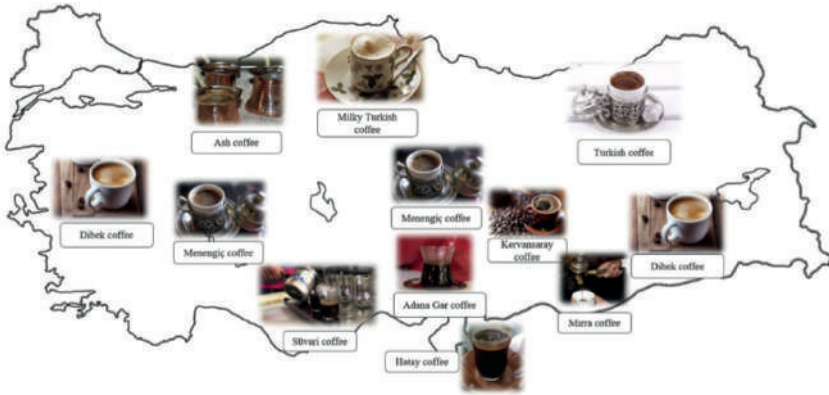 Ash coffee
Milky Turkish
coffee
Turkish coffee
Dibek coffee
Menengiç coffee
Menengiç coffee
Kervansaray
coffee
Dibek coffee
Süvari coffee
Adana Gar coffee
Mırra coffee
Hatay coffee